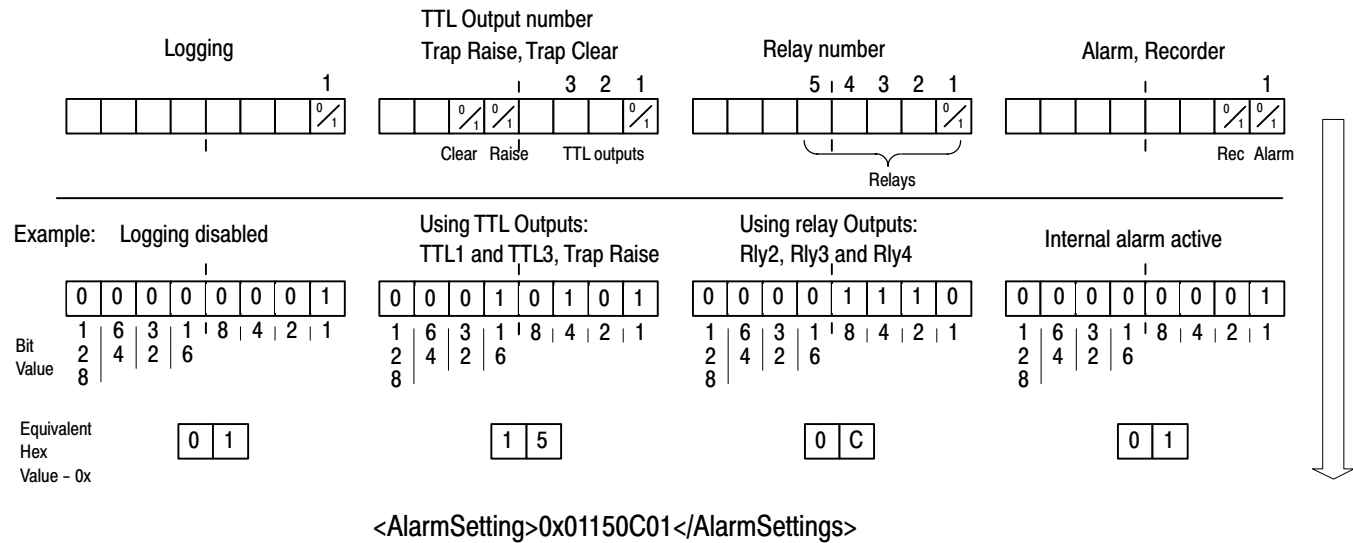 TTL Output number
Logging Trap Raise, Trap Clear Relay number Alarm, Recorder
1 3 2 1 5 4 3 2 1 1
0/1 0/1 0/1 0/1 0/1 0/1 0/1
Clear Raise TTL outputs Rec Alarm
Relays
Example: Logging disabled Using TTL Outputs: Using relay Outputs: Internal alarm active
TTL1 and TTL3, Trap Raise Rly2, Rly3 and Rly4
0 0 0 0 0 0 0 1 0 0 0 1 0 1 0 1 0 0 0 0 1 1 1 0 0 0 0 0 0 0 0 1
Bit Value 128 64 32 16 8 4 2 1 128 64 32 16 8 4 2 1 128 64 32 16 8 4 2 1 128 64 32 16 8 4 2 1
Equivalent
Hex 0 1 1 5 0 C 0 1
Value - 0x
<AlarmSetting>0x01150C01</AlarmSettings>